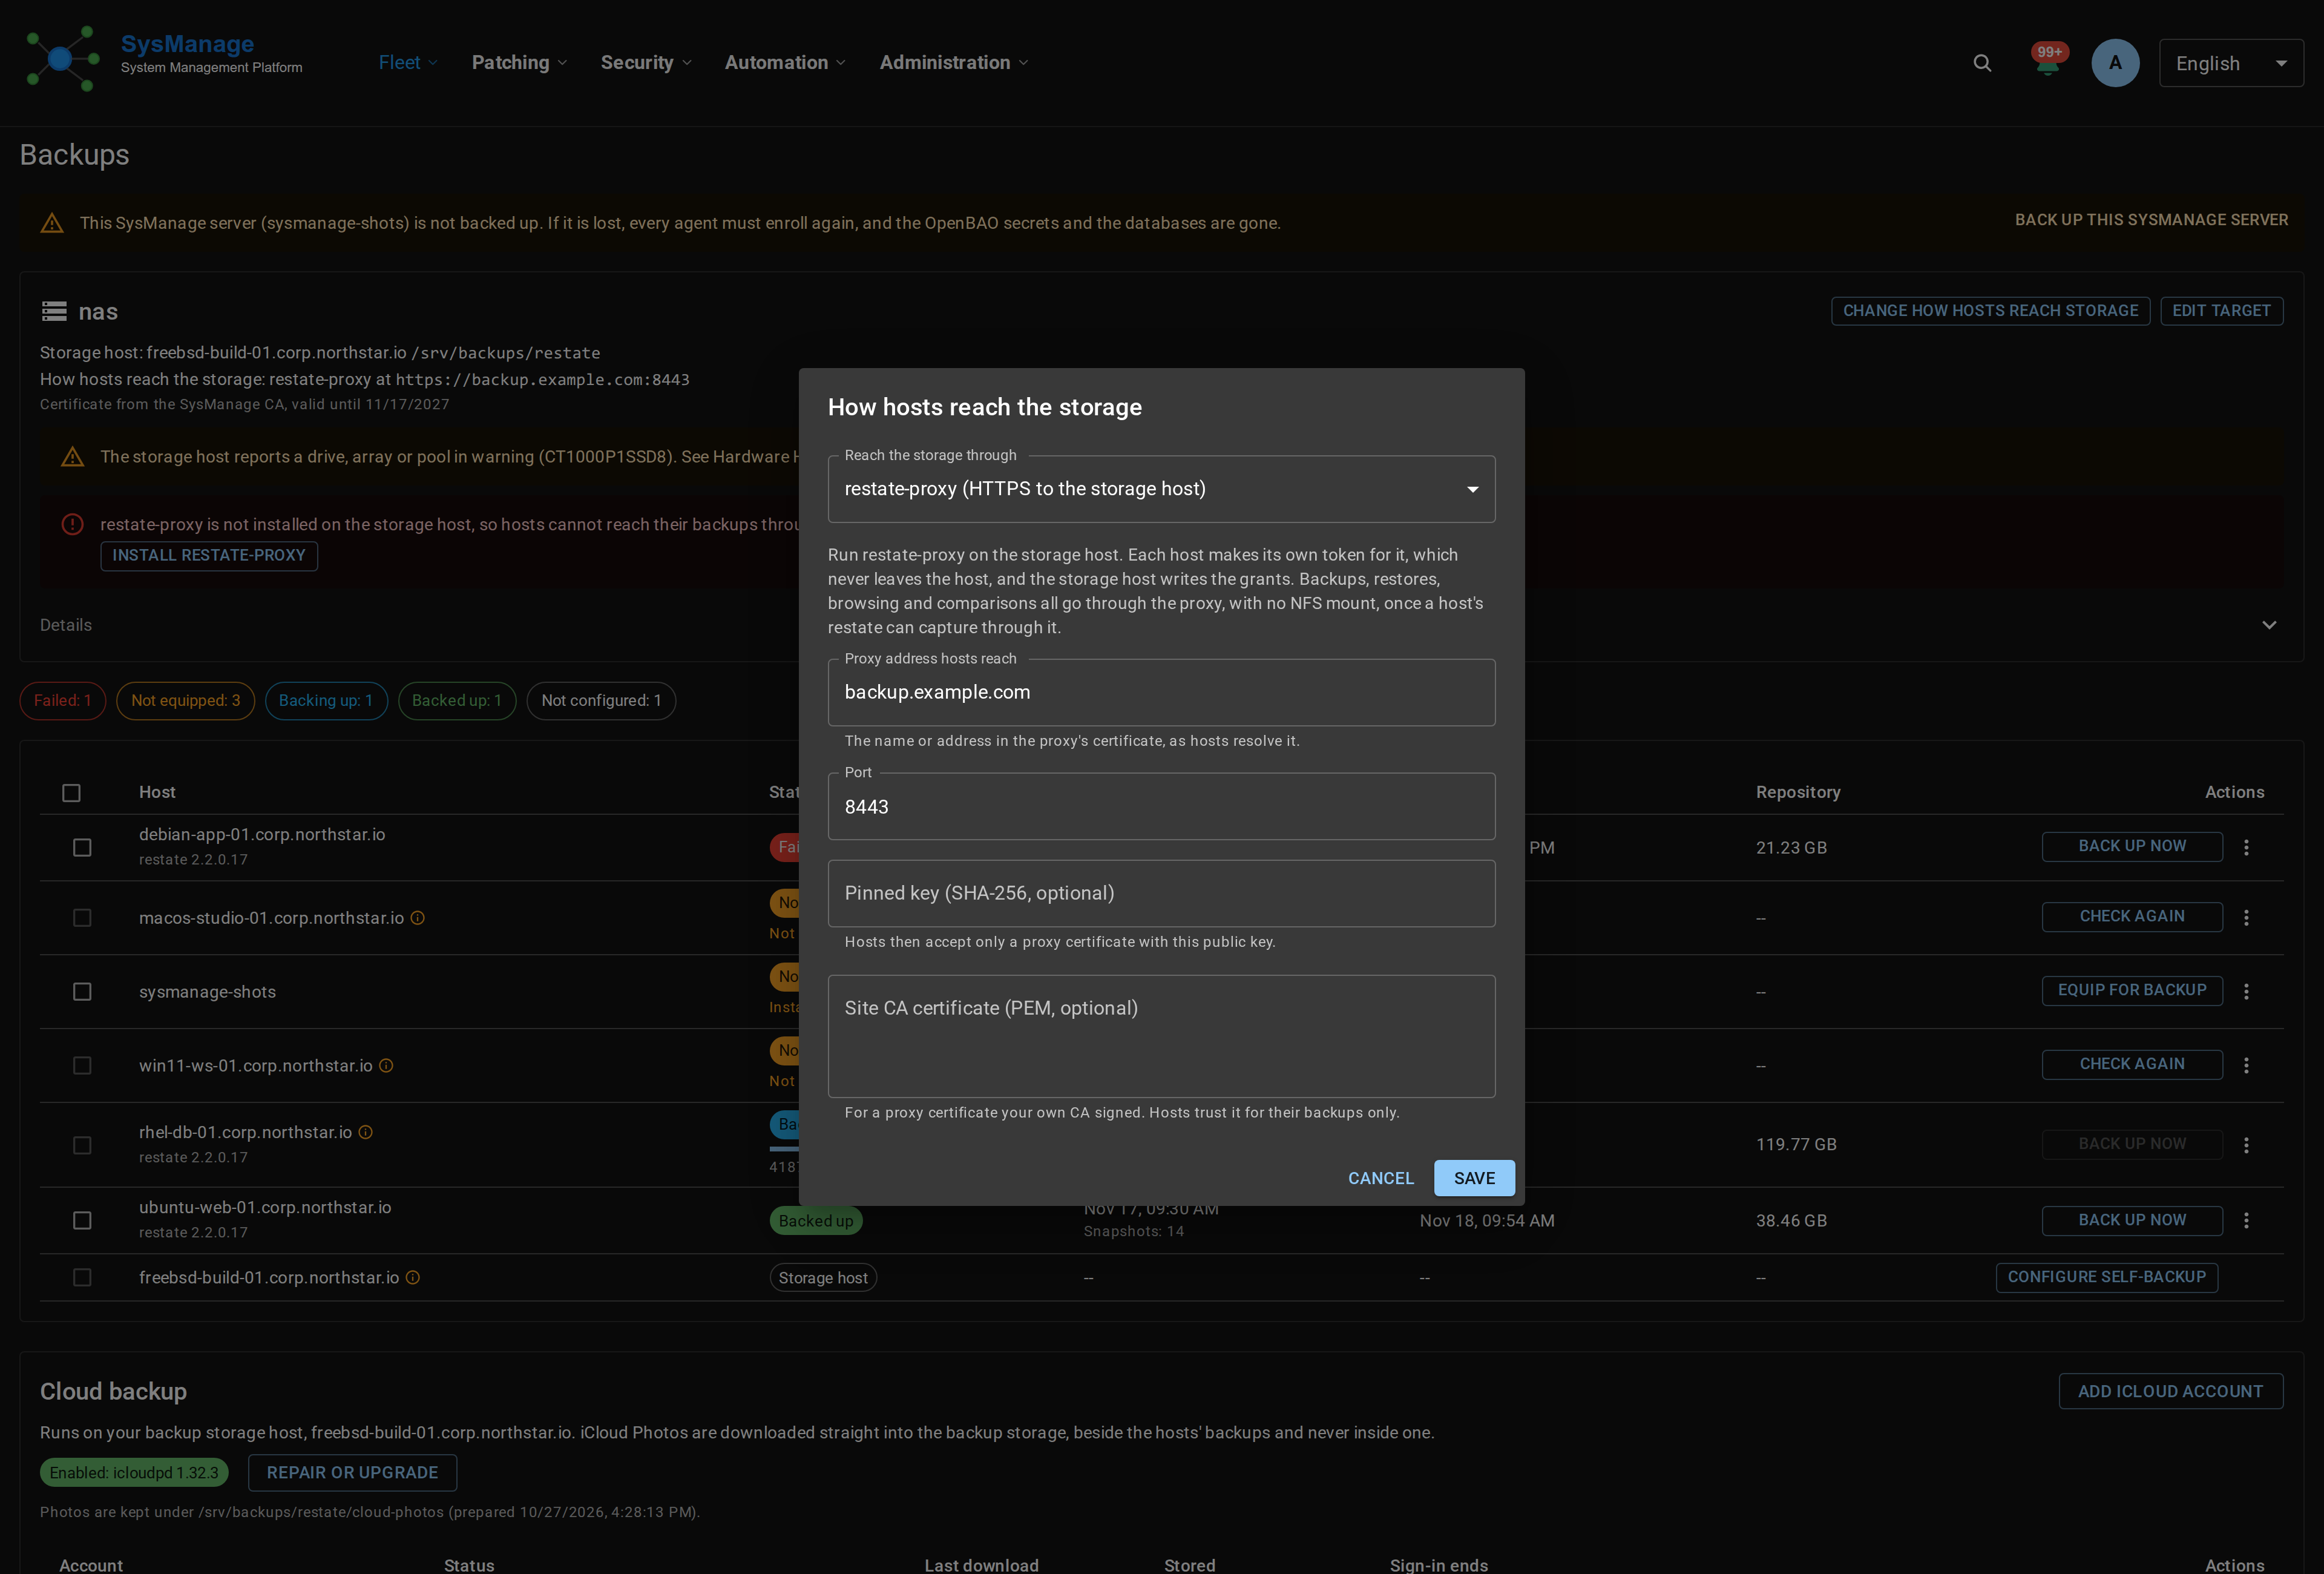 SysManage
System Management Platform
Fleet
Patching
Security
Automation
Administration
99+
A
English
Backups
This SysManage server (sysmanage-shots) is not backed up. If it is lost, every agent must enroll again, and the OpenBAO secrets and the databases are gone.
BACK UP THIS SYSMANAGE SERVER
nas
CHANGE HOW HOSTS REACH STORAGE
EDIT TARGET
Storage host: freebsd-build-01.corp.northstar.io /srv/backups/restate
How hosts reach the storage: restate-proxy at https://backup.example.com:8443
Certificate from the SysManage CA, valid until 11/17/2027
The storage host reports a drive, array or pool in warning (CT1000P1SSD8). See Hardware
restate-proxy is not installed on the storage host, so hosts cannot reach their backups
INSTALL RESTATE-PROXY
Details
Failed: 1
Not equipped: 3
Backing up: 1
Backed up: 1
Not configured: 1
How hosts reach the storage
Reach the storage through
restate-proxy (HTTPS to the storage host)
Run restate-proxy on the storage host. Each host makes its own token for it, which
never leaves the host, and the storage host writes the grants. Backups, restores,
browsing and comparisons all go through the proxy, with no NFS mount, once a host's
restate can capture through it.
Proxy address hosts reach
backup.example.com
The name or address in the proxy's certificate, as hosts resolve it.
Port
8443
Pinned key (SHA-256, optional)
Hosts then accept only a proxy certificate with this public key.
Site CA certificate (PEM, optional)
For a proxy certificate your own CA signed. Hosts trust it for their backups only.
CANCEL
SAVE
Host
Repository
Actions
debian-app-01.corp.northstar.io
restate 2.2.0.17
PM
21.23 GB
BACK UP NOW
macos-studio-01.corp.northstar.io
No
Not
--
CHECK AGAIN
sysmanage-shots
No
--
EQUIP FOR BACKUP
win11-ws-01.corp.northstar.io
No
Not
--
CHECK AGAIN
rhel-db-01.corp.northstar.io
restate 2.2.0.17
119.77 GB
BACK UP NOW
ubuntu-web-01.corp.northstar.io
restate 2.2.0.17
Backed up
Nov 17, 09:30 AM
Snapshots: 14
Nov 18, 09:54 AM
38.46 GB
BACK UP NOW
freebsd-build-01.corp.northstar.io
Storage host
--
--
--
CONFIGURE SELF-BACKUP
Cloud backup
ADD ICLOUD ACCOUNT
Runs on your backup storage host, freebsd-build-01.corp.northstar.io. iCloud Photos are downloaded straight into the backup storage, beside the hosts' backups and never inside one.
Enabled: icloudpd 1.32.3
REPAIR OR UPGRADE
Photos are kept under /srv/backups/restate/cloud-photos (prepared 10/27/2026, 4:28:13 PM).
Account
Status
Last download
Stored
Sign-in ends
Actions